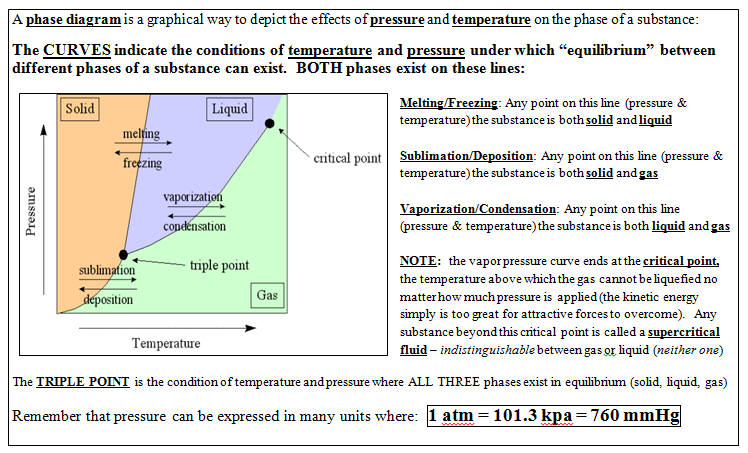 A phase diagram is a graphical way to depict the effects of pressure and temperature on the phase of a substance:
The CURVES indicate the conditions of temperature and pressure under which “equilibrium” between
different phases of a substance can exist. BOTH phases exist on these lines:
Solid
Liquid
melting
freezing
critical point
vaporization
condensation
Pressure
triple point
sublimation
deposition
Gas
Temperature
Melting/Freezing: Any point on this line (pressure &
temperature) the substance is both solid and liquid
Sublimation/Deposition: Any point on this line (pressure &
temperature) the substance is both solid and gas
Vaporization/Condensation: Any point on this line
(pressure & temperature) the substance is both liquid and gas
NOTE: the vapor pressure curve ends at the critical point,
the temperature above which the gas cannot be liquefied no
matter how much pressure is applied (the kinetic energy
simply is too great for attractive forces to overcome). Any
substance beyond this critical point is called a supercritical
fluid – indistinguishable between gas or liquid (neither one)
The TRIPLE POINT is the condition of temperature and pressure where ALL THREE phases exist in equilibrium (solid, liquid, gas)
Remember that pressure can be expressed in many units where: 1 atm = 101.3 kpa = 760 mmHg